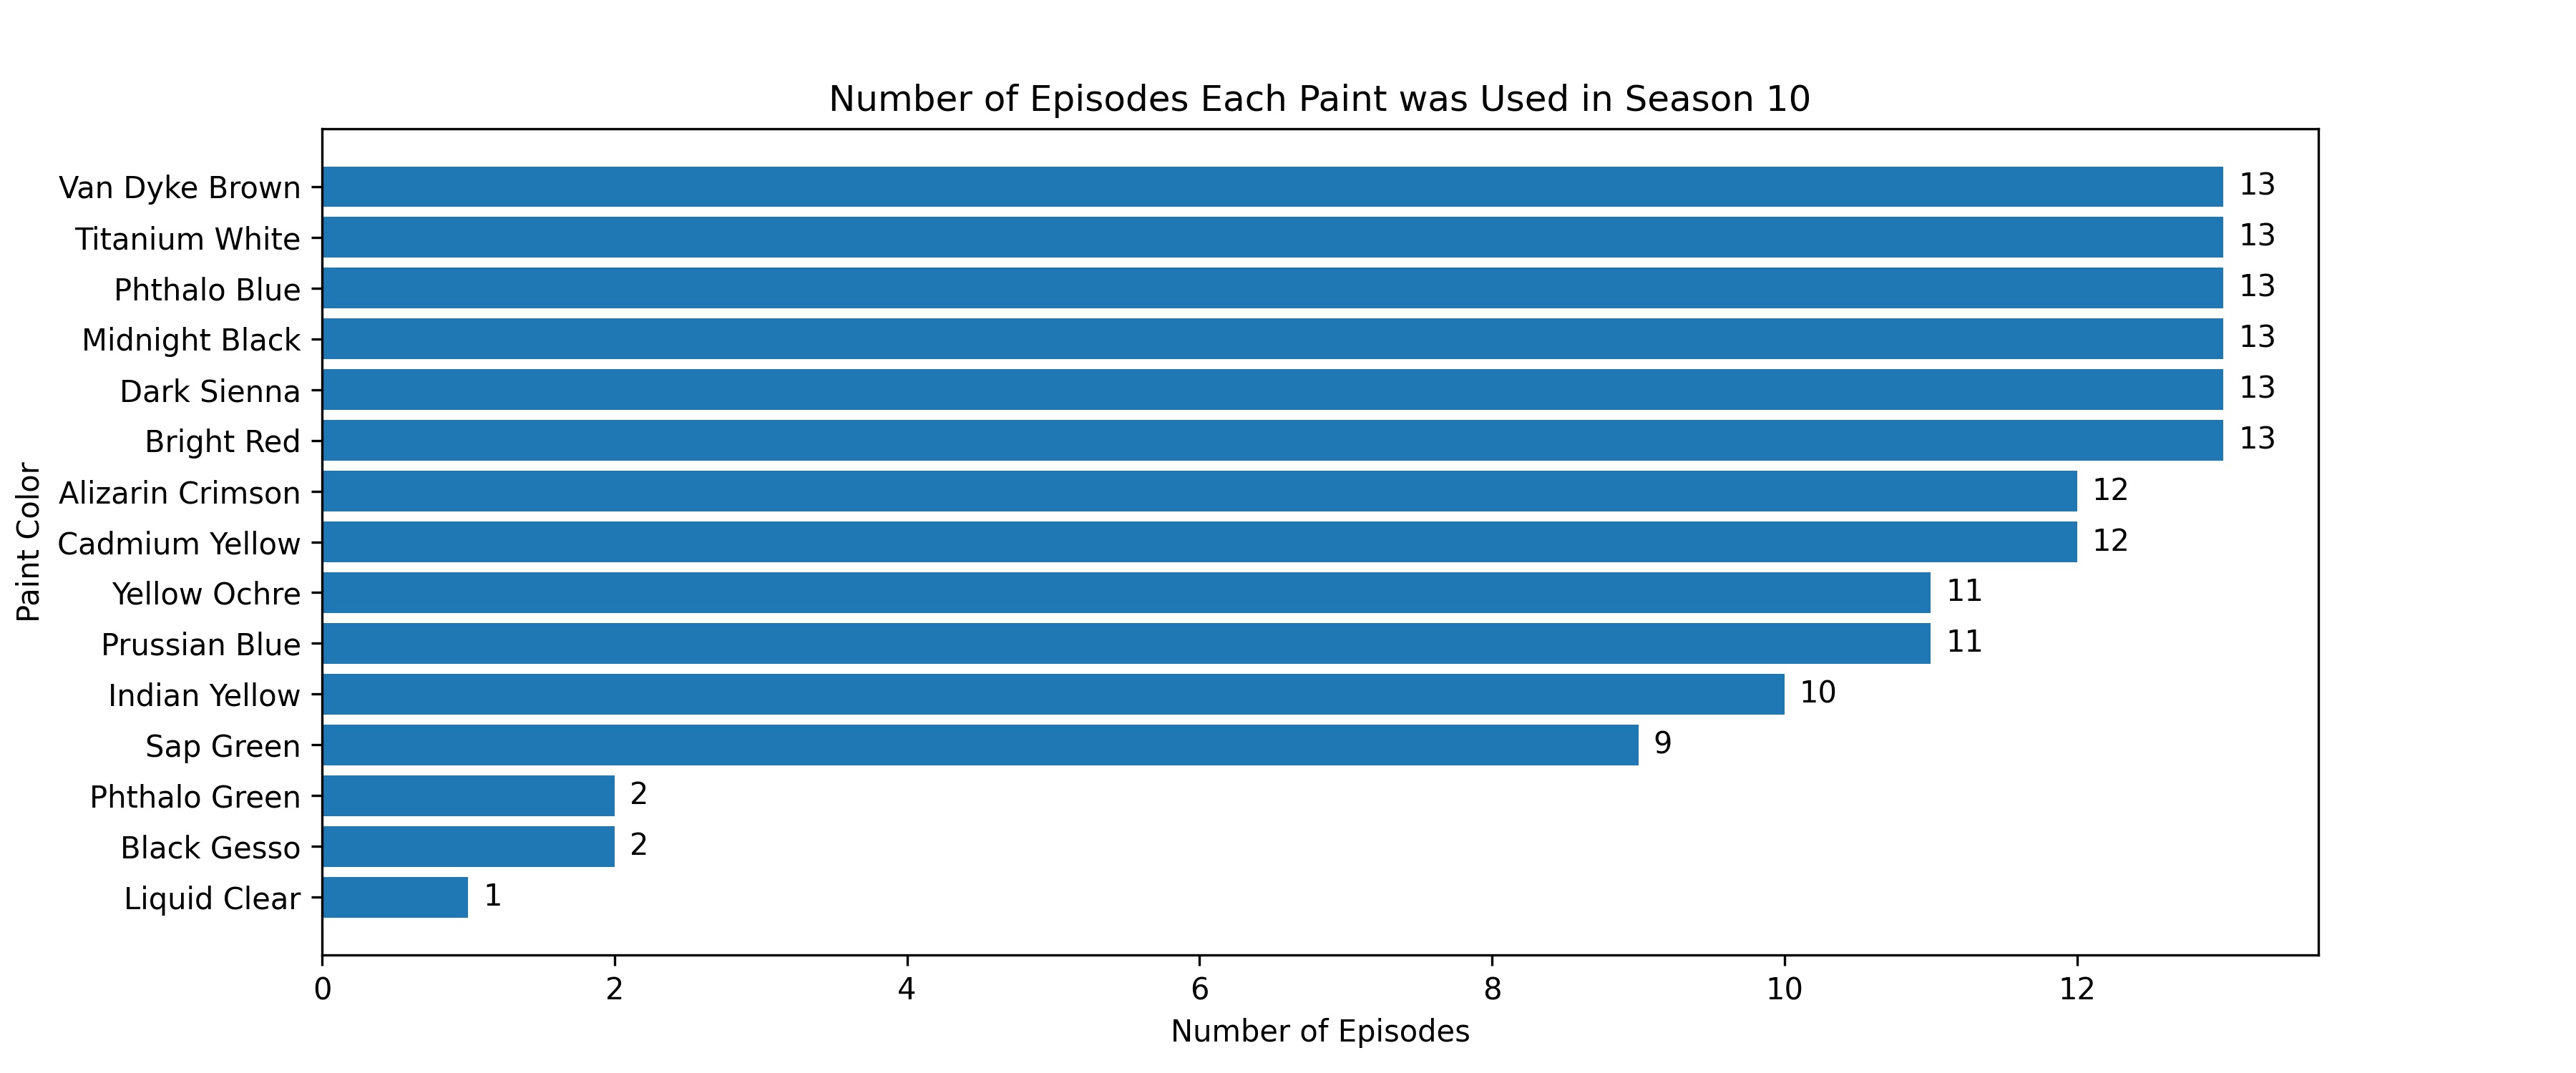 Number of Episodes Each Paint was Used in Season 10
Paint Color
Van Dyke Brown 13
Titanium White 13
Phthalo Blue 13
Midnight Black 13
Dark Sienna 13
Bright Red 13
Alizarin Crimson 12
Cadmium Yellow 12
Yellow Ochre 11
Prussian Blue 11
Indian Yellow 10
Sap Green 9
Phthalo Green 2
Black Gesso 2
Liquid Clear 1
0 2 4 6 8 10 12
Number of Episodes